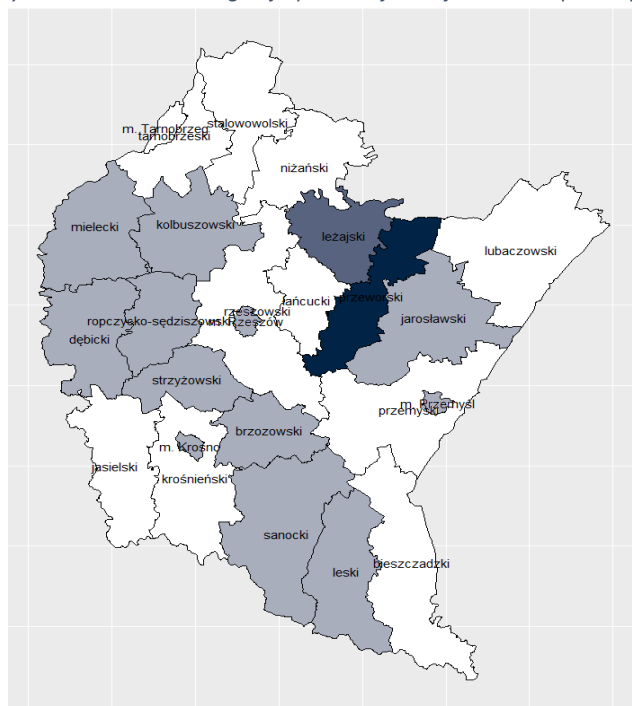 stalowowolski
m. Tarnobrzeg
tarnobrzeski
niżański
mielecki
kolbuszowski
leżajski
lubaczowski
przeworski
łańcucki
rzeszowski
m. Rzeszów
jarosławski
ropczycko-sędziszowski
dębicki
strzyżowski
m. Przemyśl
przemyski
brzozowski
m. Krosno
jasielski
krośnieński
sanocki
leski
bieszczadzki